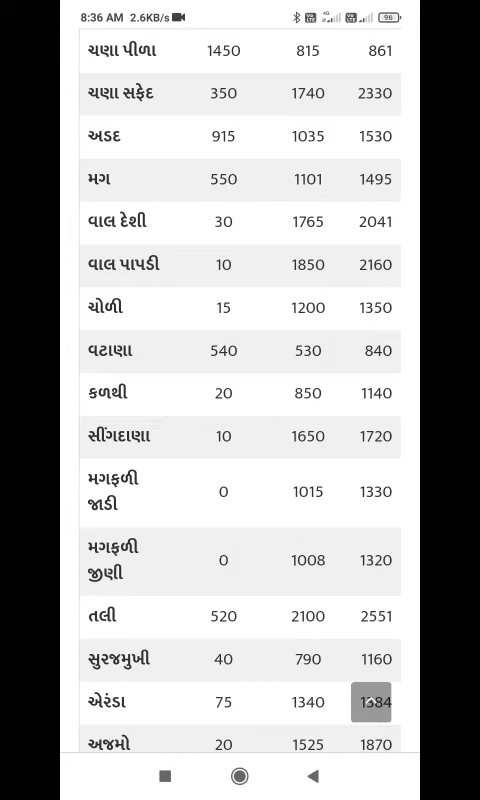 8:36 AM 2.6KB/s 4G 96
ચણા પીળા 1450 815 861
ચણા સફેદ 350 1740 2330
અડદ 915 1035 1530
મગ 550 1101 1495
વાલ દેશી 30 1765 2041
વાલ પાપડી 10 1850 2160
ચોળી 15 1200 1350
વટાણા 540 530 840
કળથી 20 850 1140
સીંગદાણા 10 1650 1720
મગફળી
જાડી 0 1015 1330
મગફળી
જીણી 0 1008 1320
તલી 520 2100 2551
સુરજમુખી 40 790 1160
એરંડા 75 1340 1384
અજમો 20 1525 1870